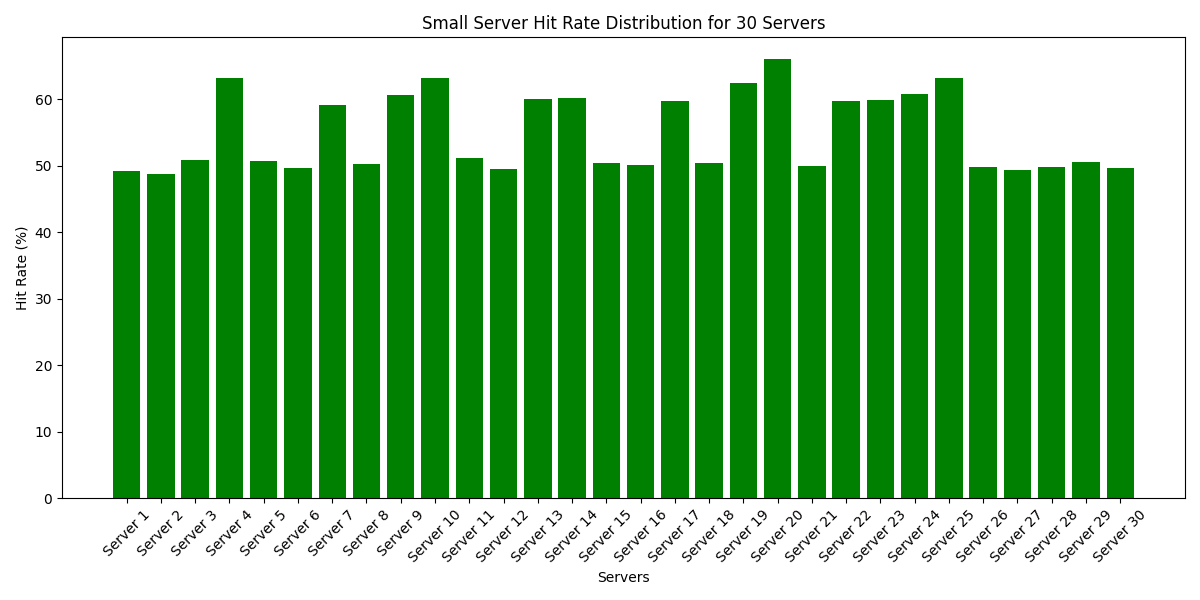 Small Server Hit Rate Distribution for 30 Servers
Hit Rate (%)
60
50
40
30
20
10
0
Server 1
Server 2
Server 3
Server 4
Server 5
Server 6
Server 7
Server 8
Server 9
Server 10
Server 11
Server 12
Server 13
Server 14
Server 15
Server 16
Server 17
Server 18
Server 19
Server 20
Server 21
Server 22
Server 23
Server 24
Server 25
Server 26
Server 27
Server 28
Server 29
Server 30
Servers